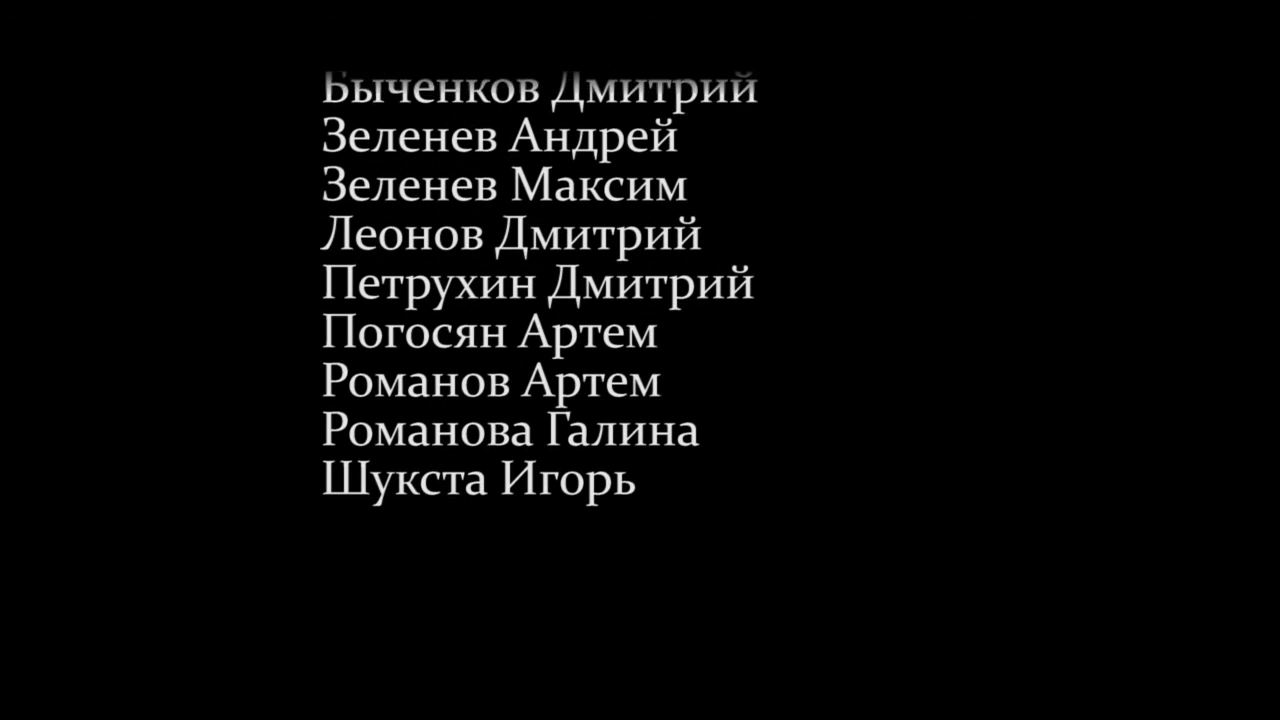 Быченков Дмитрий
Зеленев Андрей
Зеленев Максим
Леонов Дмитрий
Петрухин Дмитрий
Погосян Артем
Романов Артем
Романова Галина
Шукста Игорь